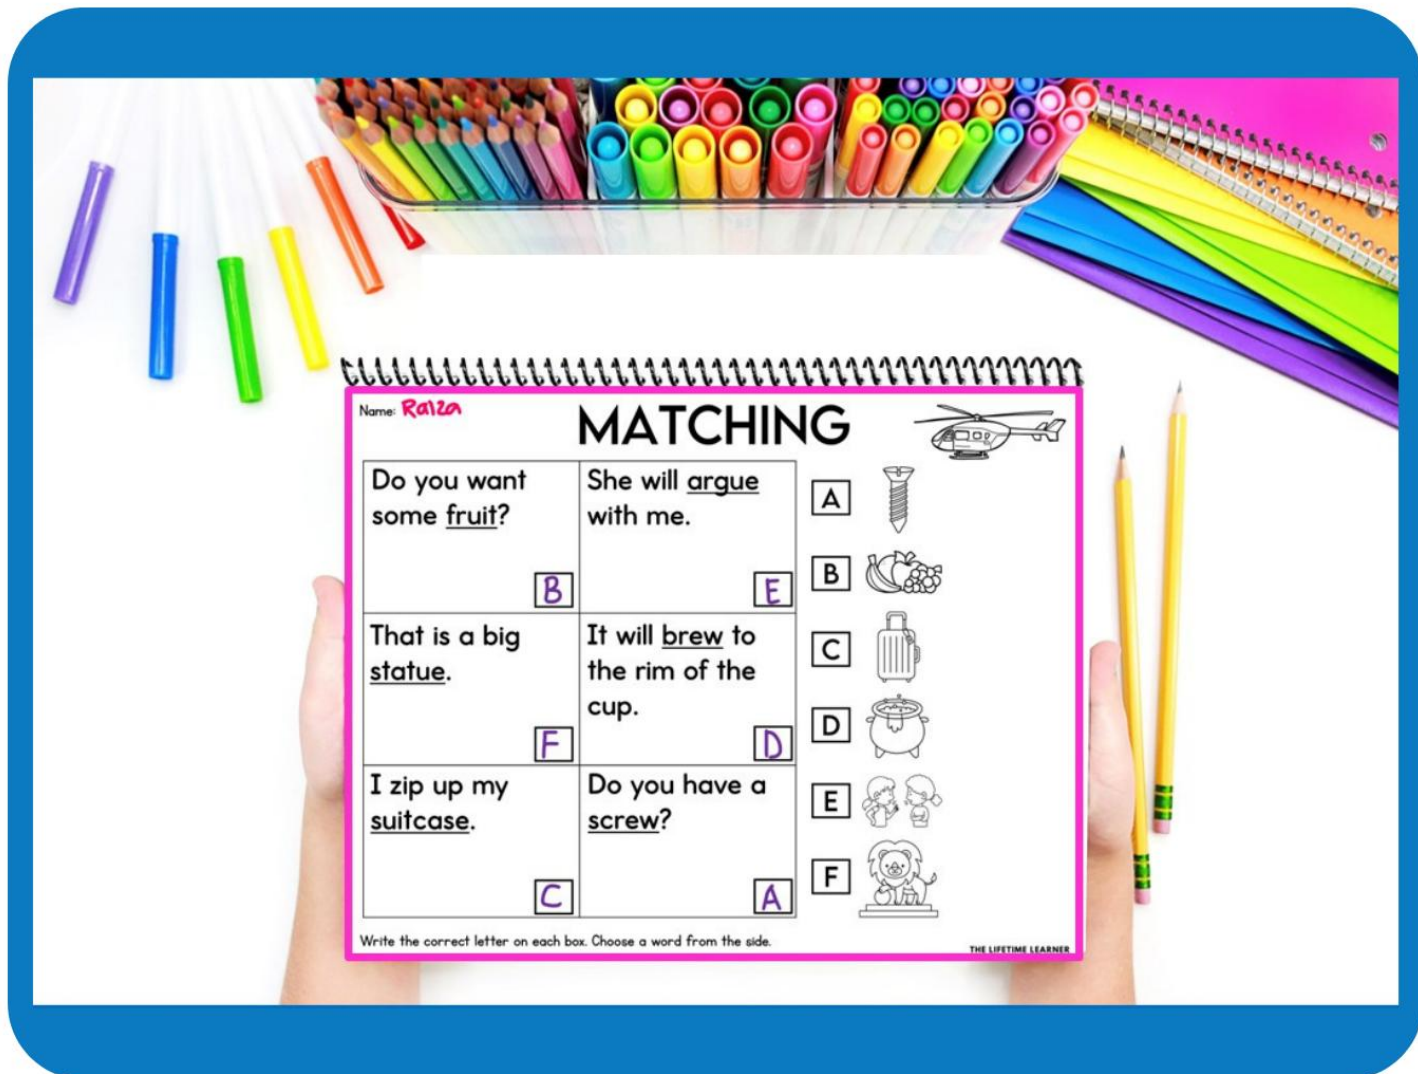 Name: Raiza
MATCHING
Do you want
some fruit?
B
She will argue
with me.
E
That is a big
statue.
F
It will brew to
the rim of the
cup.
D
I zip up my
suitcase.
C
Do you have a
screw?
A
A
B
C
D
E
F
Write the correct letter on each box. Choose a word from the side.
THE LIFETIME LEARNER